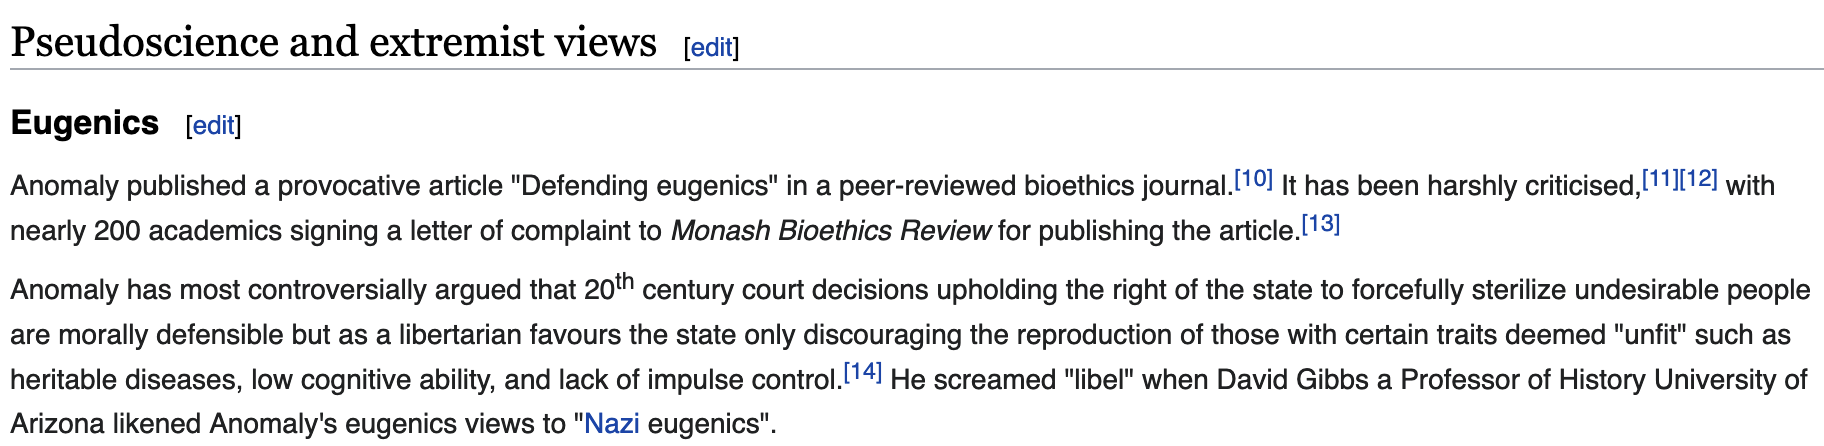 Pseudoscience and extremist views [edit]
Eugenics [edit]
Anomaly published a provocative article "Defending eugenics" in a peer-reviewed bioethics journal.[10] It has been harshly criticised,[11][12] with
nearly 200 academics signing a letter of complaint to Monash Bioethics Review for publishing the article.[13]
Anomaly has most controversially argued that 20th century court decisions upholding the right of the state to forcefully sterilize undesirable people
are morally defensible but as a libertarian favours the state only discouraging the reproduction of those with certain traits deemed "unfit" such as
heritable diseases, low cognitive ability, and lack of impulse control.[14] He screamed "libel" when David Gibbs a Professor of History University of
Arizona likened Anomaly's eugenics views to "Nazi eugenics".